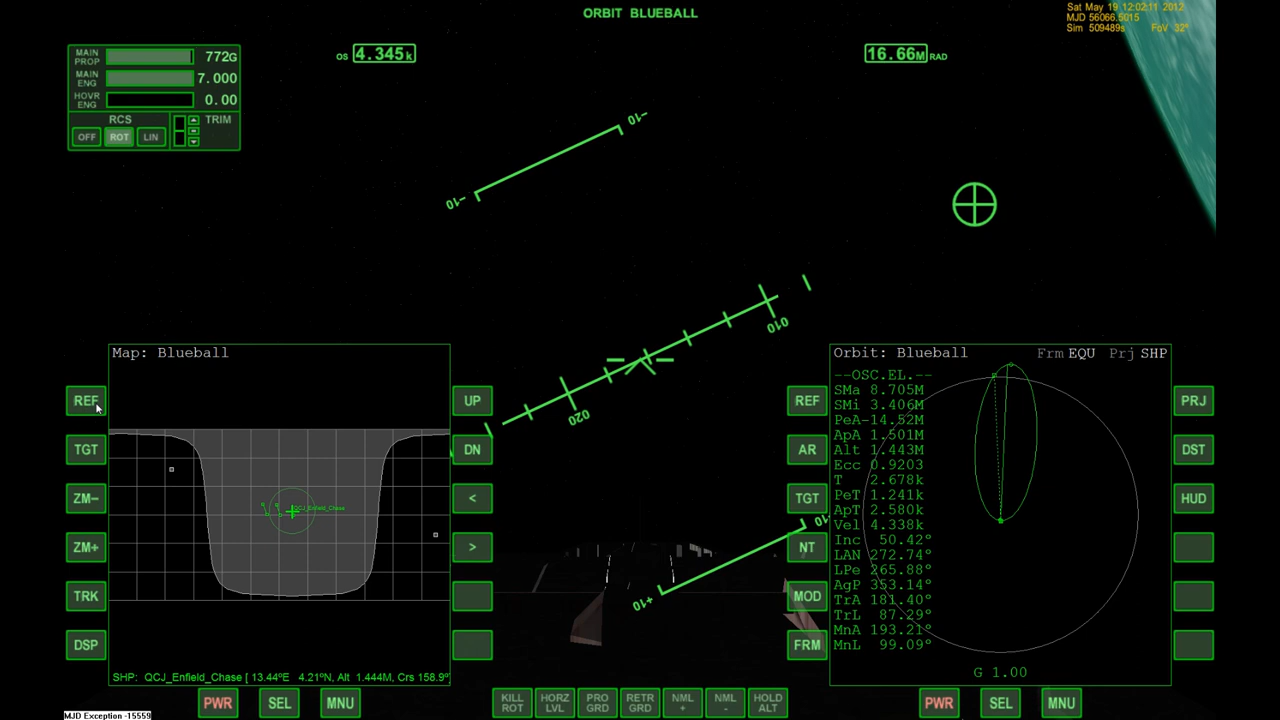 ORBIT BLUEBALL
Sat May 19 12:02:11 2012
MJD 56066.5015
Sim 509489s FoV 32°
MAIN PROP 772G
MAIN ENG 7.000
HOVR ENG 0.00
RCS TRIM
OFF ROT LIN
OS 4.345k
16.66M RAD
-10 -10
010
020
10
+10
Map: Blueball
REF
TGT
ZM-
ZM+
TRK
DSP
UP
DN
<
>
QCJ_Enfield_Chase
SHP: QCJ_Enfield_Chase [ 13.44°E 4.21°N, Alt 1.444M, Crs 158.9°
PWR SEL MNU
KILL ROT
HORZ LVL
PRO GRD
RETR GRD
NML +
NML -
HOLD ALT
Orbit: Blueball Frm EQU Prj SHP
--OSC.EL.--
SMa 8.705M
SMi 3.406M
PeA-14.52M
ApA 1.501M
Alt 1.443M
Ecc 0.9203
T 2.678k
PeT 1.241k
ApT 2.580k
Vel 4.338k
Inc 50.42°
LAN 272.74°
LPe 265.88°
AgP 353.14°
TrA 181.40°
TrL 87.29°
MnA 193.21°
MnL 99.09°
G 1.00
REF
AR
TGT
NT
MOD
FRM
PRJ
DST
HUD
PWR SEL MNU
MJD Exception -15559